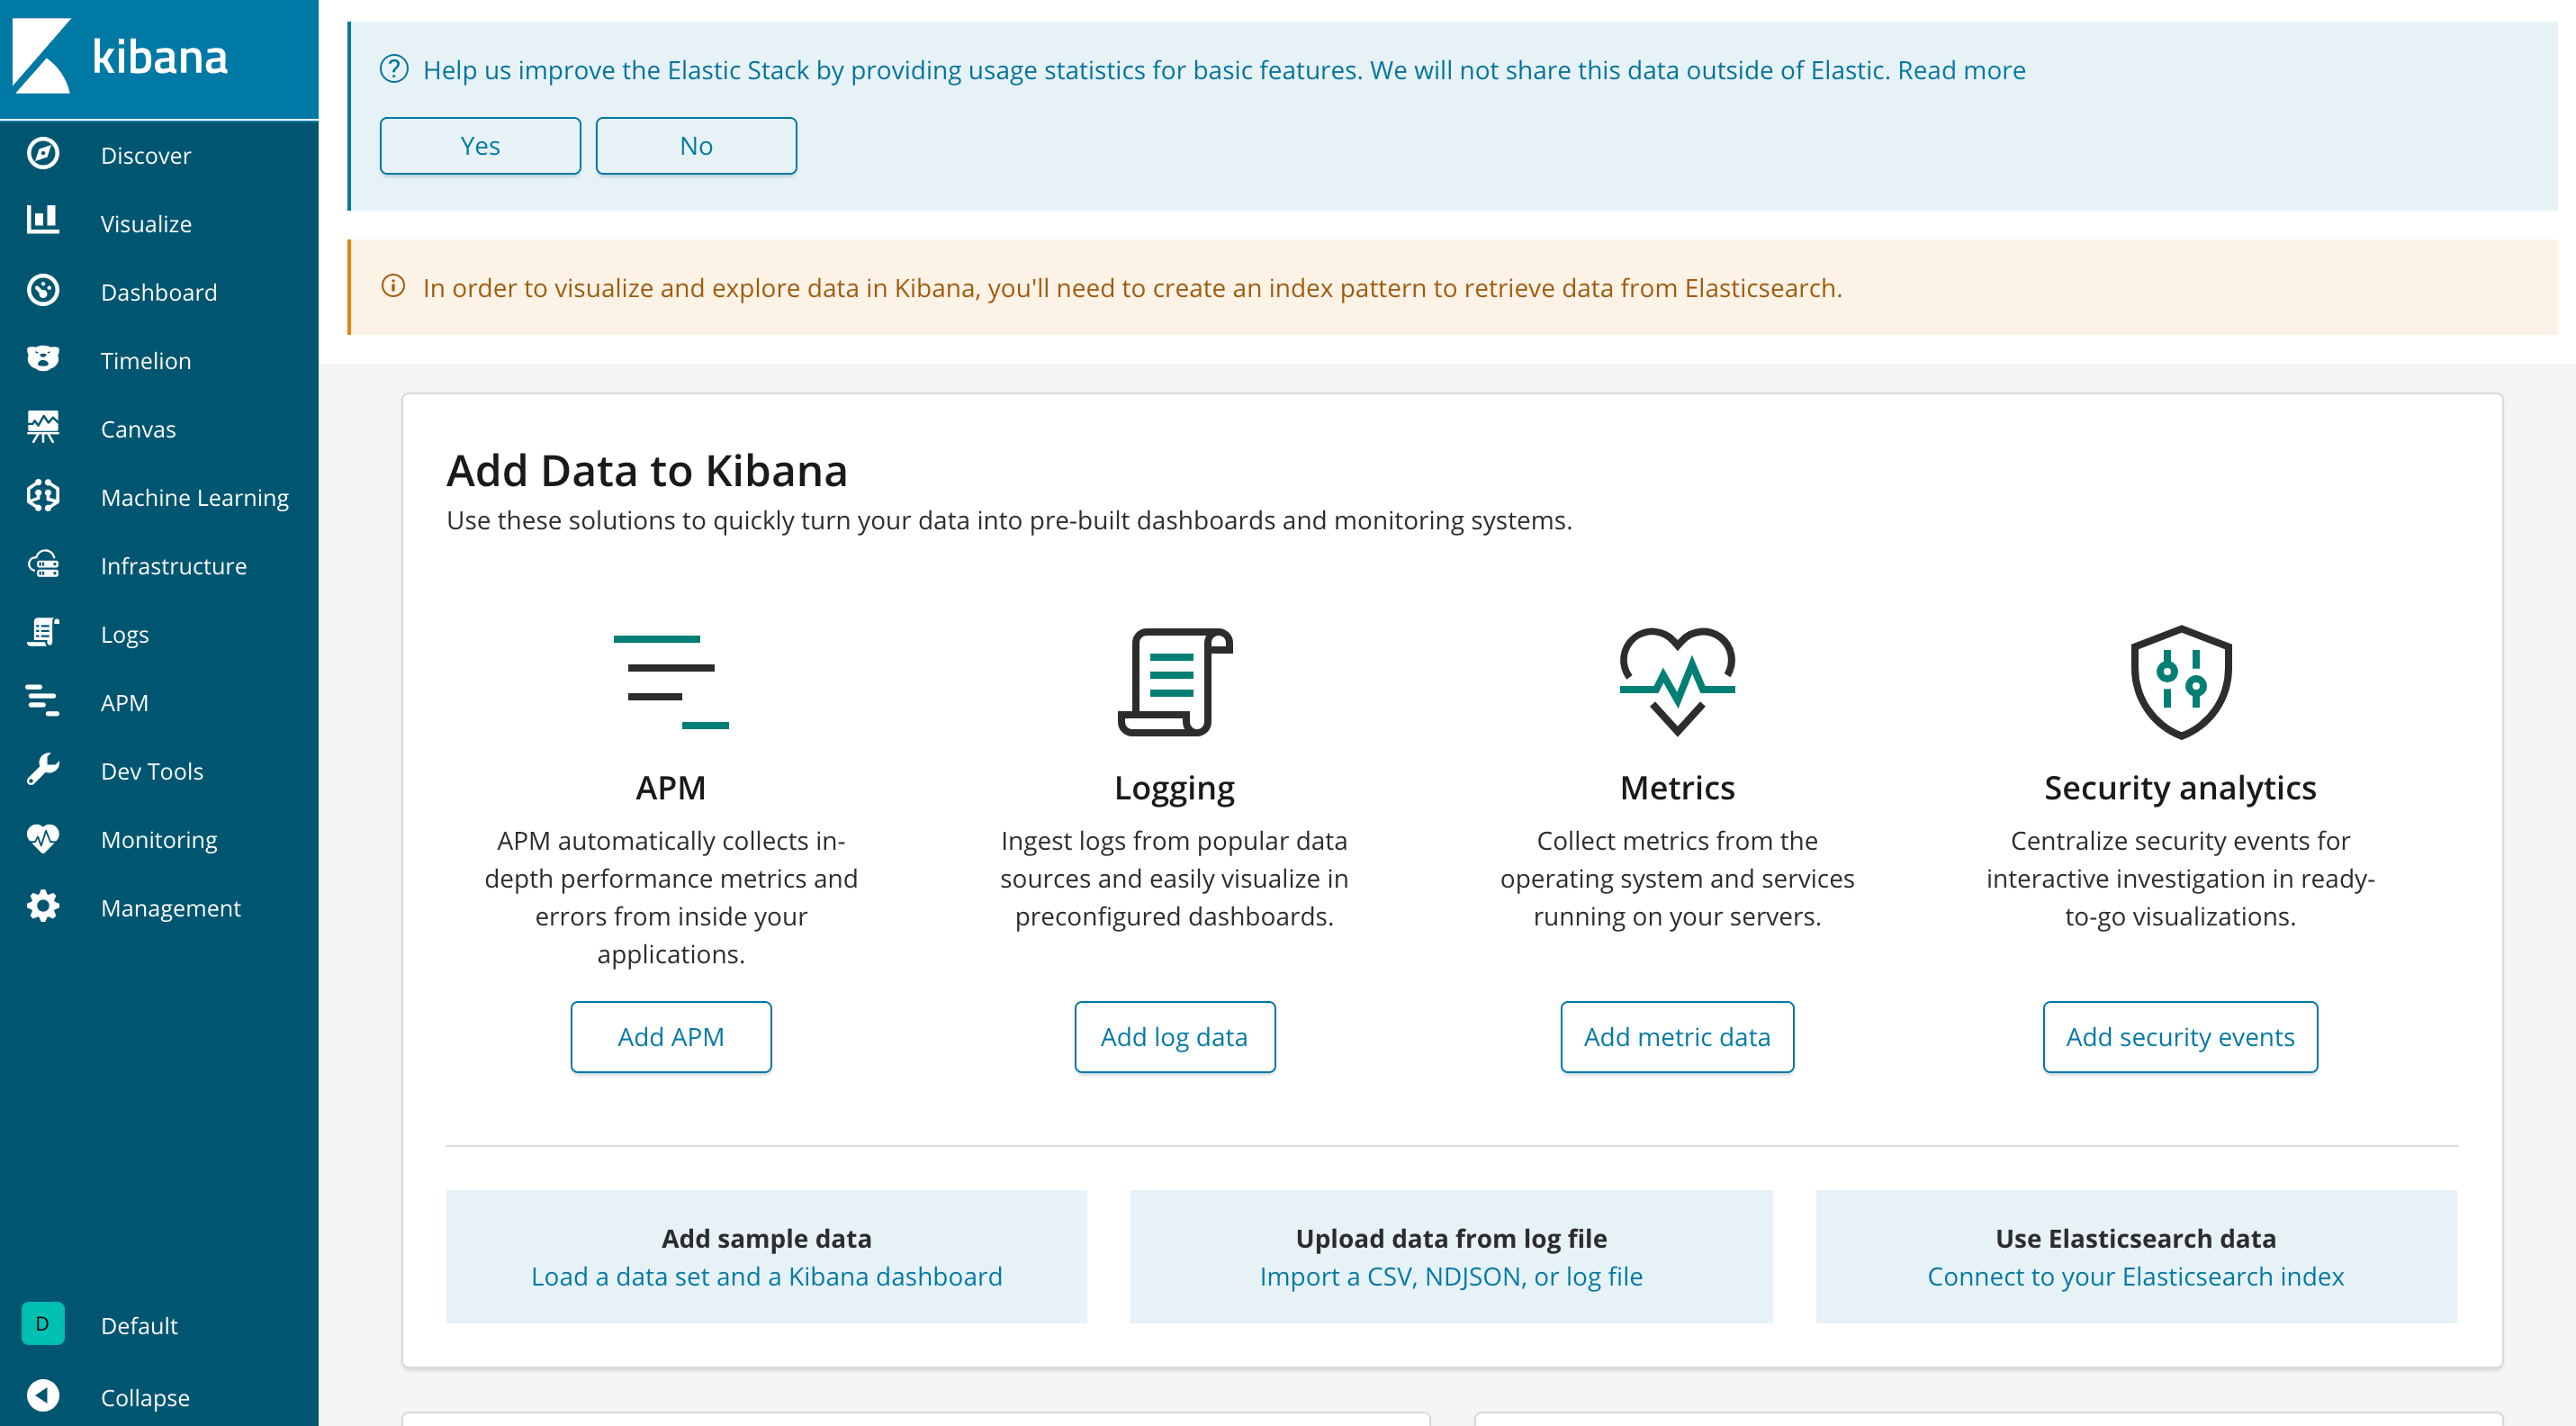 kibana
Discover
Visualize
Dashboard
Timelion
Canvas
Machine Learning
Infrastructure
Logs
APM
Dev Tools
Monitoring
Management
D
Default
Collapse
Help us improve the Elastic Stack by providing usage statistics for basic features. We will not share this data outside of Elastic. Read more
Yes
No
In order to visualize and explore data in Kibana, you'll need to create an index pattern to retrieve data from Elasticsearch.
Add Data to Kibana
Use these solutions to quickly turn your data into pre-built dashboards and monitoring systems.
APM
APM automatically collects in-
depth performance metrics and
errors from inside your
applications.
Add APM
Logging
Ingest logs from popular data
sources and easily visualize in
preconfigured dashboards.
Add log data
Metrics
Collect metrics from the
operating system and services
running on your servers.
Add metric data
Security analytics
Centralize security events for
interactive investigation in ready-
to-go visualizations.
Add security events
Add sample data
Load a data set and a Kibana dashboard
Upload data from log file
Import a CSV, NDJSON, or log file
Use Elasticsearch data
Connect to your Elasticsearch index